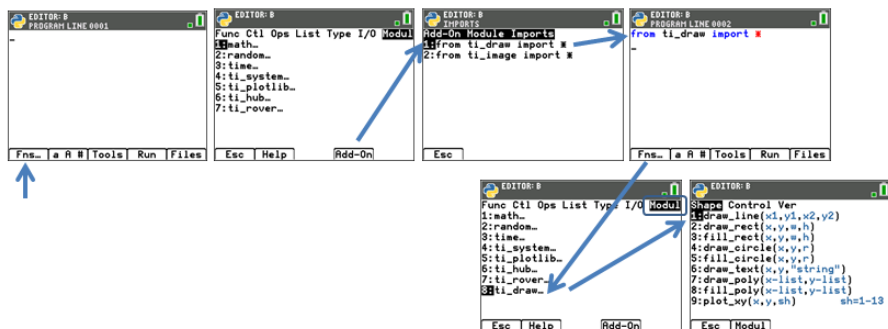 EDITOR: B
PROGRAM LINE 0001
Fns… a A # Tools Run Files
EDITOR: B
Func Ctl Ops List Type I/O Modul
1:math…
2:random…
3:time…
4:ti_system…
5:ti_plotlib…
6:ti_hub…
7:ti_rover…
Esc Help Add-On
EDITOR: B
IMPORTS
Add-On Module Imports
1:from ti_draw import *
2:from ti_image import *
Esc
EDITOR: B
PROGRAM LINE 0002
from ti_draw import *
Fns… a A # Tools Run Files
EDITOR: B
Func Ctl Ops List Type I/O Modul
1:math…
2:random…
3:time…
4:ti_system…
5:ti_plotlib…
6:ti_hub…
7:ti_rover…
8:ti_draw…
Esc Help Add-On
EDITOR: B
Shape Control Ver
1:draw_line(x1,y1,x2,y2)
2:draw_rect(x,y,w,h)
3:fill_rect(x,y,w,h)
4:draw_circle(x,y,r)
5:fill_circle(x,y,r)
6:draw_text(x,y,"string")
7:draw_poly(x-list,y-list)
8:fill_poly(x-list,y-list)
9:plot_xy(x,y,sh) sh=1-13
Esc Modul